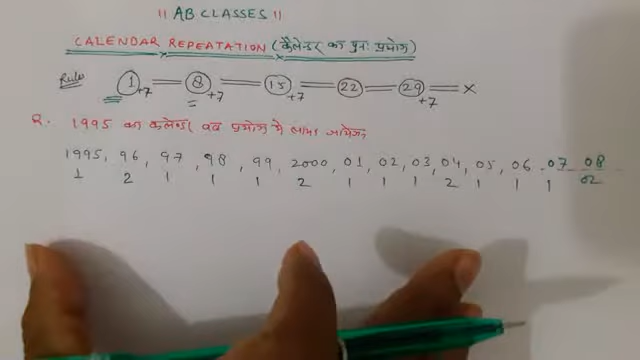 || AB CLASSES ||
CALENDAR REPEATATION (कैलेन्डर का पुनः प्रयोग)
Rule 1 +7 8 +7 15 +7 22 29 +7 ×
Q. 1995 का कैलेन्डर कब प्रयोग मे लाया जायेगा
1995, 96, 97, 98, 99, 2000, 01, 02, 03, 04, 05, 06, 07 08
1 2 1 1 1 2 1 1 1 2 1 1 1 02